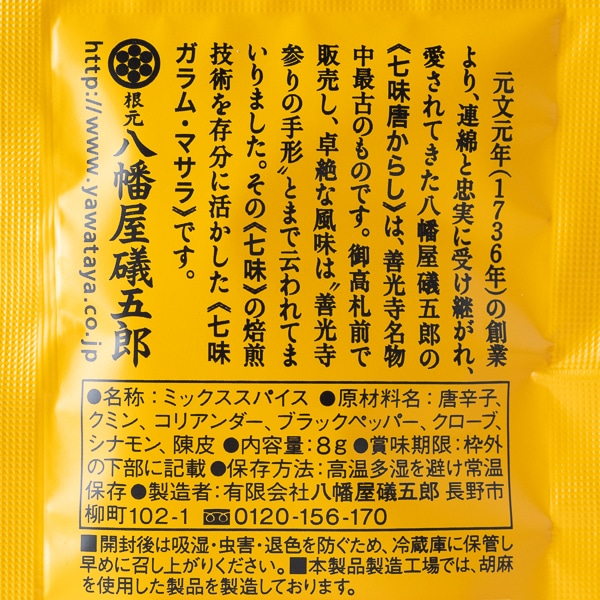 元文元年（1736年）の創業
より、連綿と忠実に受け継がれ、
愛されてきた八幡屋礒五郎の
《七味唐からし》は、善光寺名物
中最古のものです。御高札前で
販売し、卓絶な風味は〝善光寺
参りの手形〟とまで云われてま
いりました。その《七味》の焙煎
技術を存分に活かした《七味
ガラム・マサラ》です。
根元
八幡屋礒五郎
http://www.yawataya.co.jp
●名称：ミックススパイス ●原材料名：唐辛子、
クミン、コリアンダー、ブラックペッパー、クローブ、
シナモン、陳皮 ●内容量：8g ●賞味期限：枠外
の下部に記載 ●保存方法：高温多湿を避け常温
保存 ●製造者：有限会社八幡屋礒五郎 長野市
柳町102-1 0120-156-170
■開封後は吸湿・虫害・退色を防ぐため、冷蔵庫に保管し
早めに召し上がりください。■本製品製造工場では、胡麻
を使用した製品を製造しております。